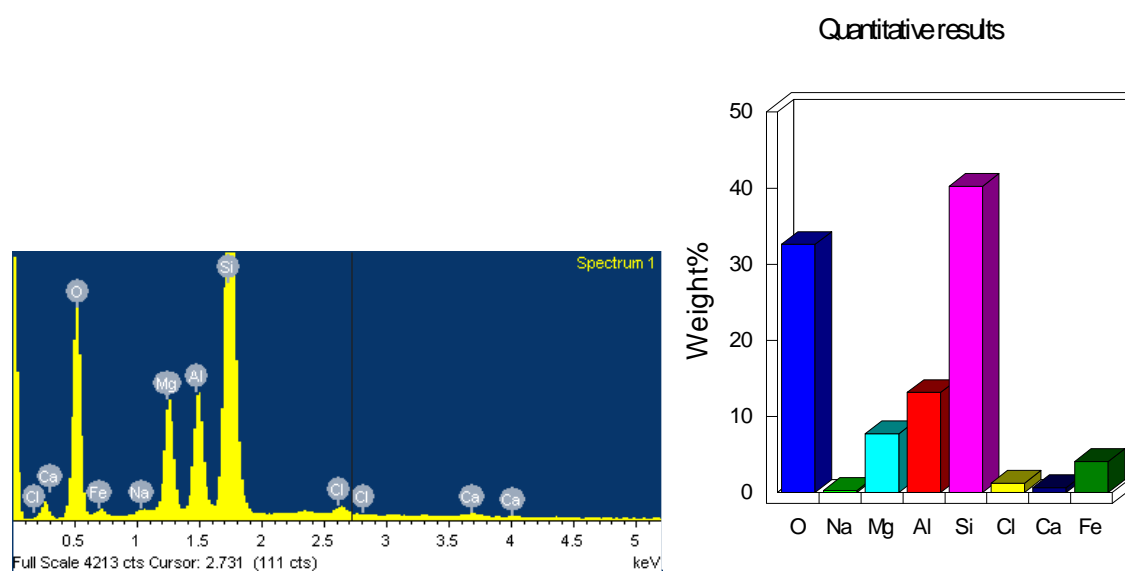 Spectrum 1
Si
O
Mg
Al
Ca
Cl
Fe
Na
Cl
Cl
Ca
Ca
0.5 1 1.5 2 2.5 3 3.5 4 4.5 5
Full Scale 4213 cts Cursor: 2.731 (111 cts) keV
Quantitative results
Weight%
50
40
30
20
10
0
O Na Mg Al Si Cl Ca Fe